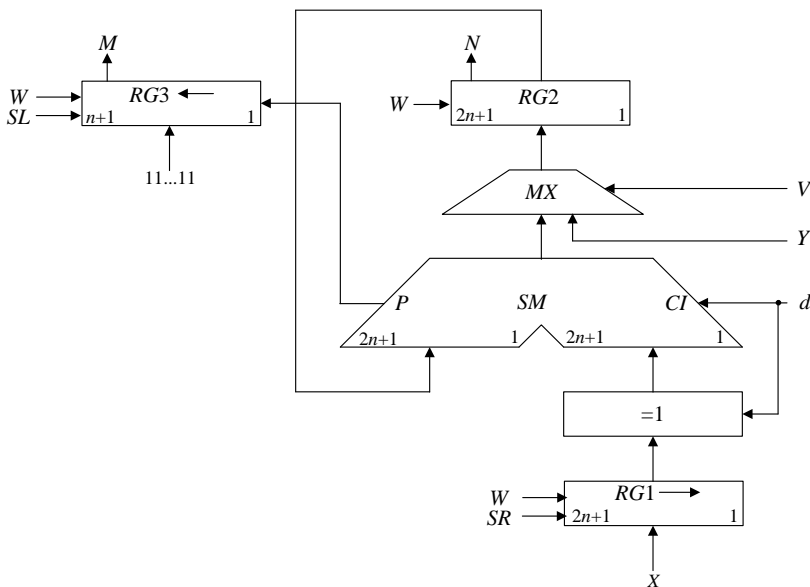 M
N
W
RG3
SL
n+1
1
W
RG2
2n+1
1
11...11
MX
V
Y
P
SM
CI
d
2n+1
1
2n+1
1
=1
W
RG1
SR
2n+1
1
X